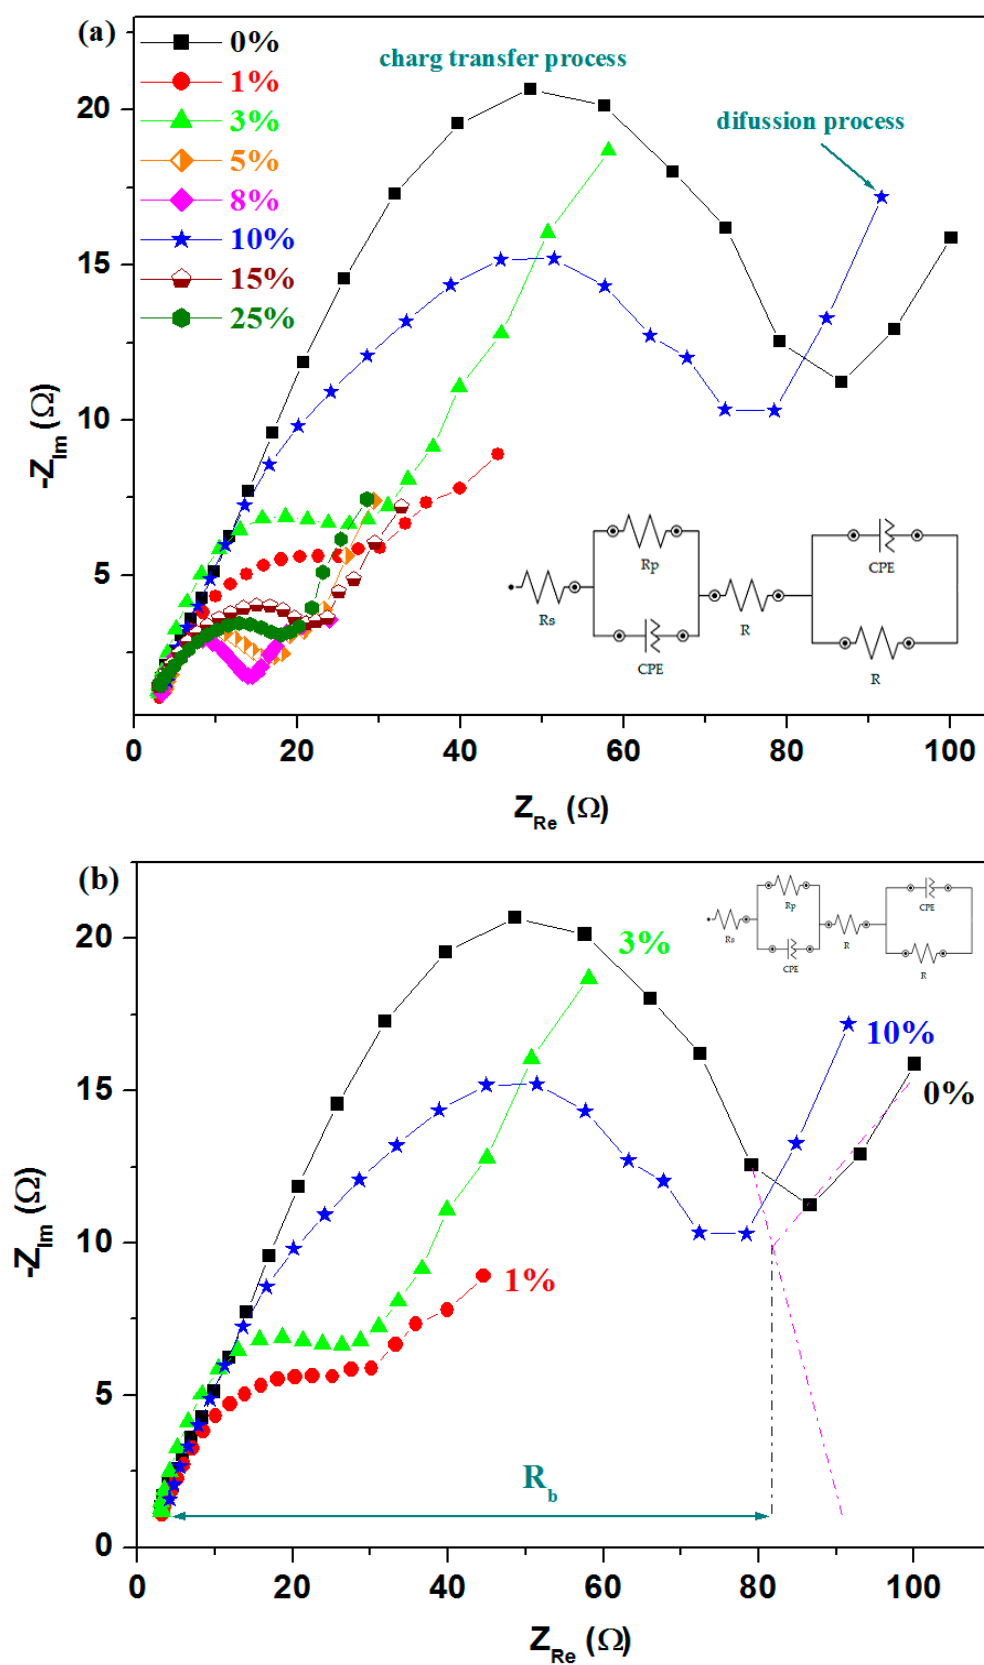 (a)
0%
1%
3%
5%
8%
10%
15%
25%
charg transfer process
difussion process
20
15
10
5
-Z_Im (Ω)
Rs
Rp
CPE
R
CPE
R
0 20 40 60 80 100
Z_Re (Ω)
(b)
3%
10%
0%
1%
R_b
Rs
Rp
CPE
R
CPE
R
20
15
10
5
0
-Z_Im (Ω)
0 20 40 60 80 100
Z_Re (Ω)